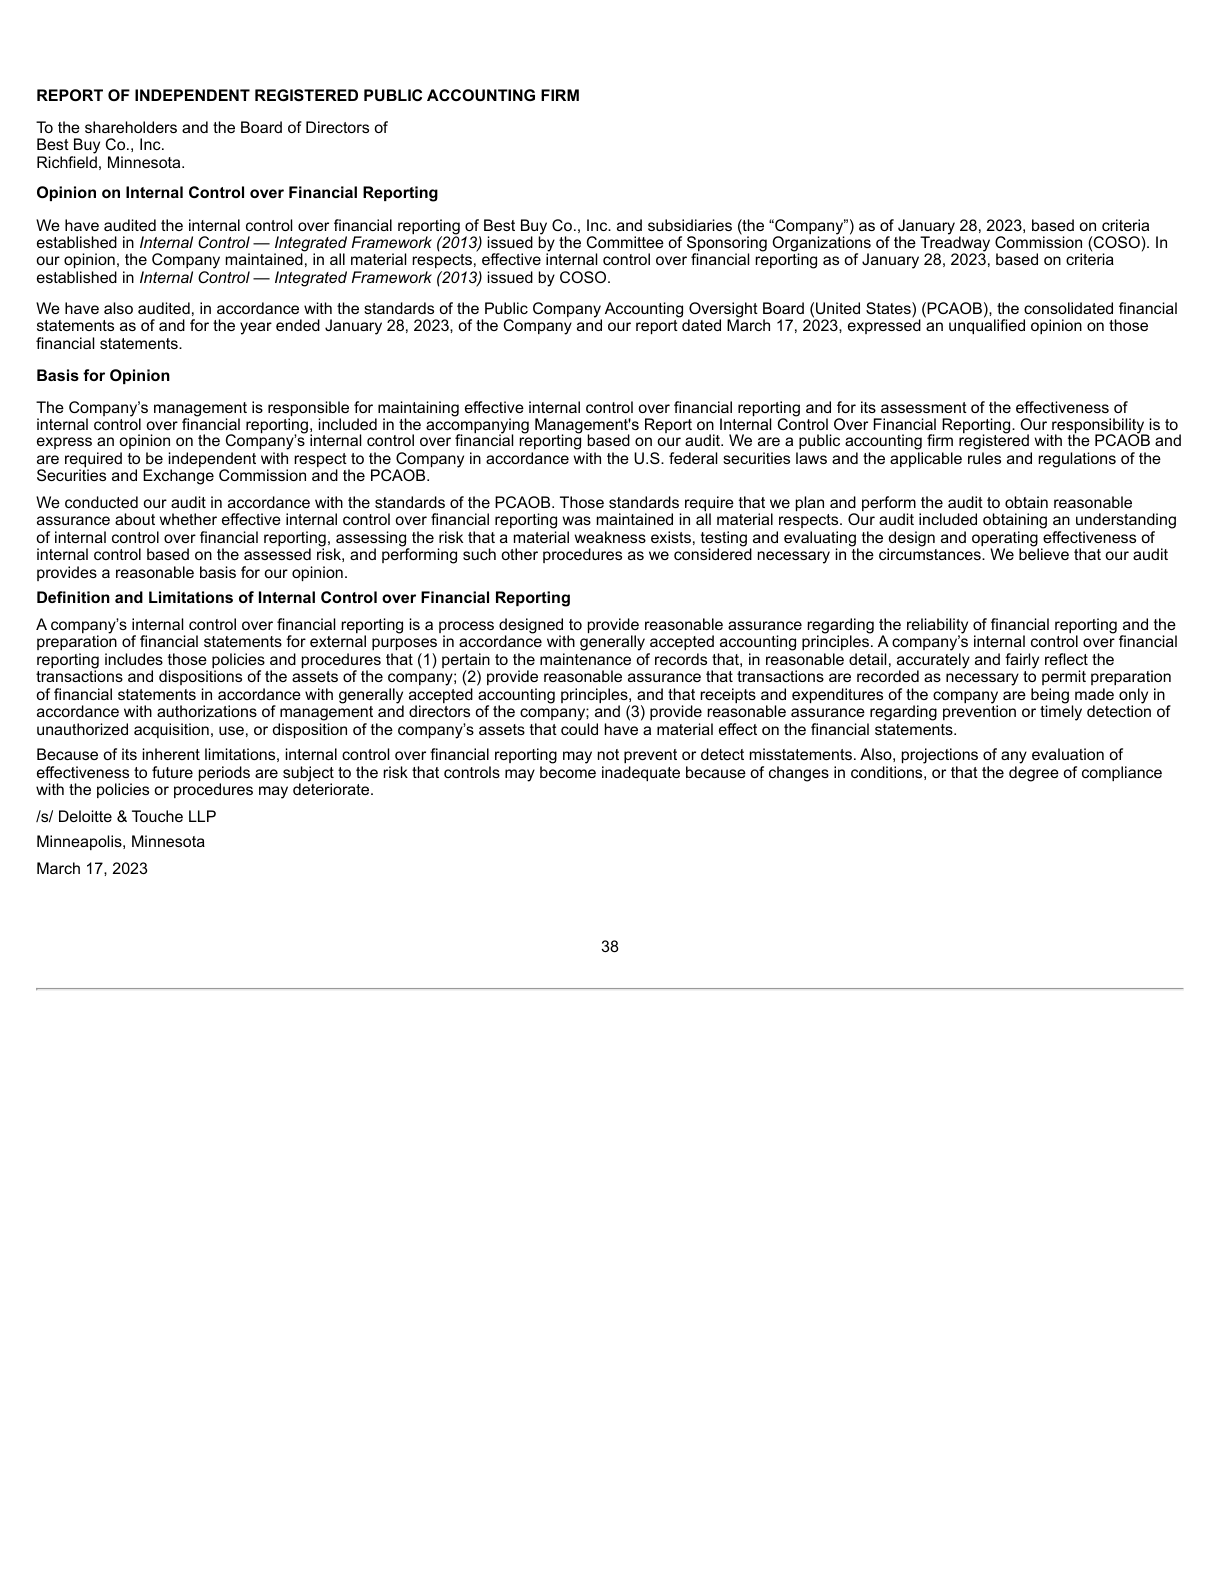 REPORT OF INDEPENDENT REGISTERED PUBLIC ACCOUNTING FIRM
To the shareholders and the Board of Directors of
Best Buy Co., Inc.
Richfield, Minnesota.
Opinion on Internal Control over Financial Reporting
We have audited the internal control over financial reporting of Best Buy Co., Inc. and subsidiaries (the “Company”) as of January 28, 2023, based on criteria
established in Internal Control — Integrated Framework (2013) issued by the Committee of Sponsoring Organizations of the Treadway Commission (COSO). In
our opinion, the Company maintained, in all material respects, effective internal control over financial reporting as of January 28, 2023, based on criteria
established in Internal Control — Integrated Framework (2013) issued by COSO.
We have also audited, in accordance with the standards of the Public Company Accounting Oversight Board (United States) (PCAOB), the consolidated financial
statements as of and for the year ended January 28, 2023, of the Company and our report dated March 17, 2023, expressed an unqualified opinion on those
financial statements.
Basis for Opinion
The Company’s management is responsible for maintaining effective internal control over financial reporting and for its assessment of the effectiveness of
internal control over financial reporting, included in the accompanying Management's Report on Internal Control Over Financial Reporting. Our responsibility is to
express an opinion on the Company’s internal control over financial reporting based on our audit. We are a public accounting firm registered with the PCAOB and
are required to be independent with respect to the Company in accordance with the U.S. federal securities laws and the applicable rules and regulations of the
Securities and Exchange Commission and the PCAOB.
We conducted our audit in accordance with the standards of the PCAOB. Those standards require that we plan and perform the audit to obtain reasonable
assurance about whether effective internal control over financial reporting was maintained in all material respects. Our audit included obtaining an understanding
of internal control over financial reporting, assessing the risk that a material weakness exists, testing and evaluating the design and operating effectiveness of
internal control based on the assessed risk, and performing such other procedures as we considered necessary in the circumstances. We believe that our audit
provides a reasonable basis for our opinion.
Definition and Limitations of Internal Control over Financial Reporting
A company’s internal control over financial reporting is a process designed to provide reasonable assurance regarding the reliability of financial reporting and the
preparation of financial statements for external purposes in accordance with generally accepted accounting principles. A company’s internal control over financial
reporting includes those policies and procedures that (1) pertain to the maintenance of records that, in reasonable detail, accurately and fairly reflect the
transactions and dispositions of the assets of the company; (2) provide reasonable assurance that transactions are recorded as necessary to permit preparation
of financial statements in accordance with generally accepted accounting principles, and that receipts and expenditures of the company are being made only in
accordance with authorizations of management and directors of the company; and (3) provide reasonable assurance regarding prevention or timely detection of
unauthorized acquisition, use, or disposition of the company’s assets that could have a material effect on the financial statements.
Because of its inherent limitations, internal control over financial reporting may not prevent or detect misstatements. Also, projections of any evaluation of
effectiveness to future periods are subject to the risk that controls may become inadequate because of changes in conditions, or that the degree of compliance
with the policies or procedures may deteriorate.
/s/ Deloitte & Touche LLP
Minneapolis, Minnesota
March 17, 2023
38